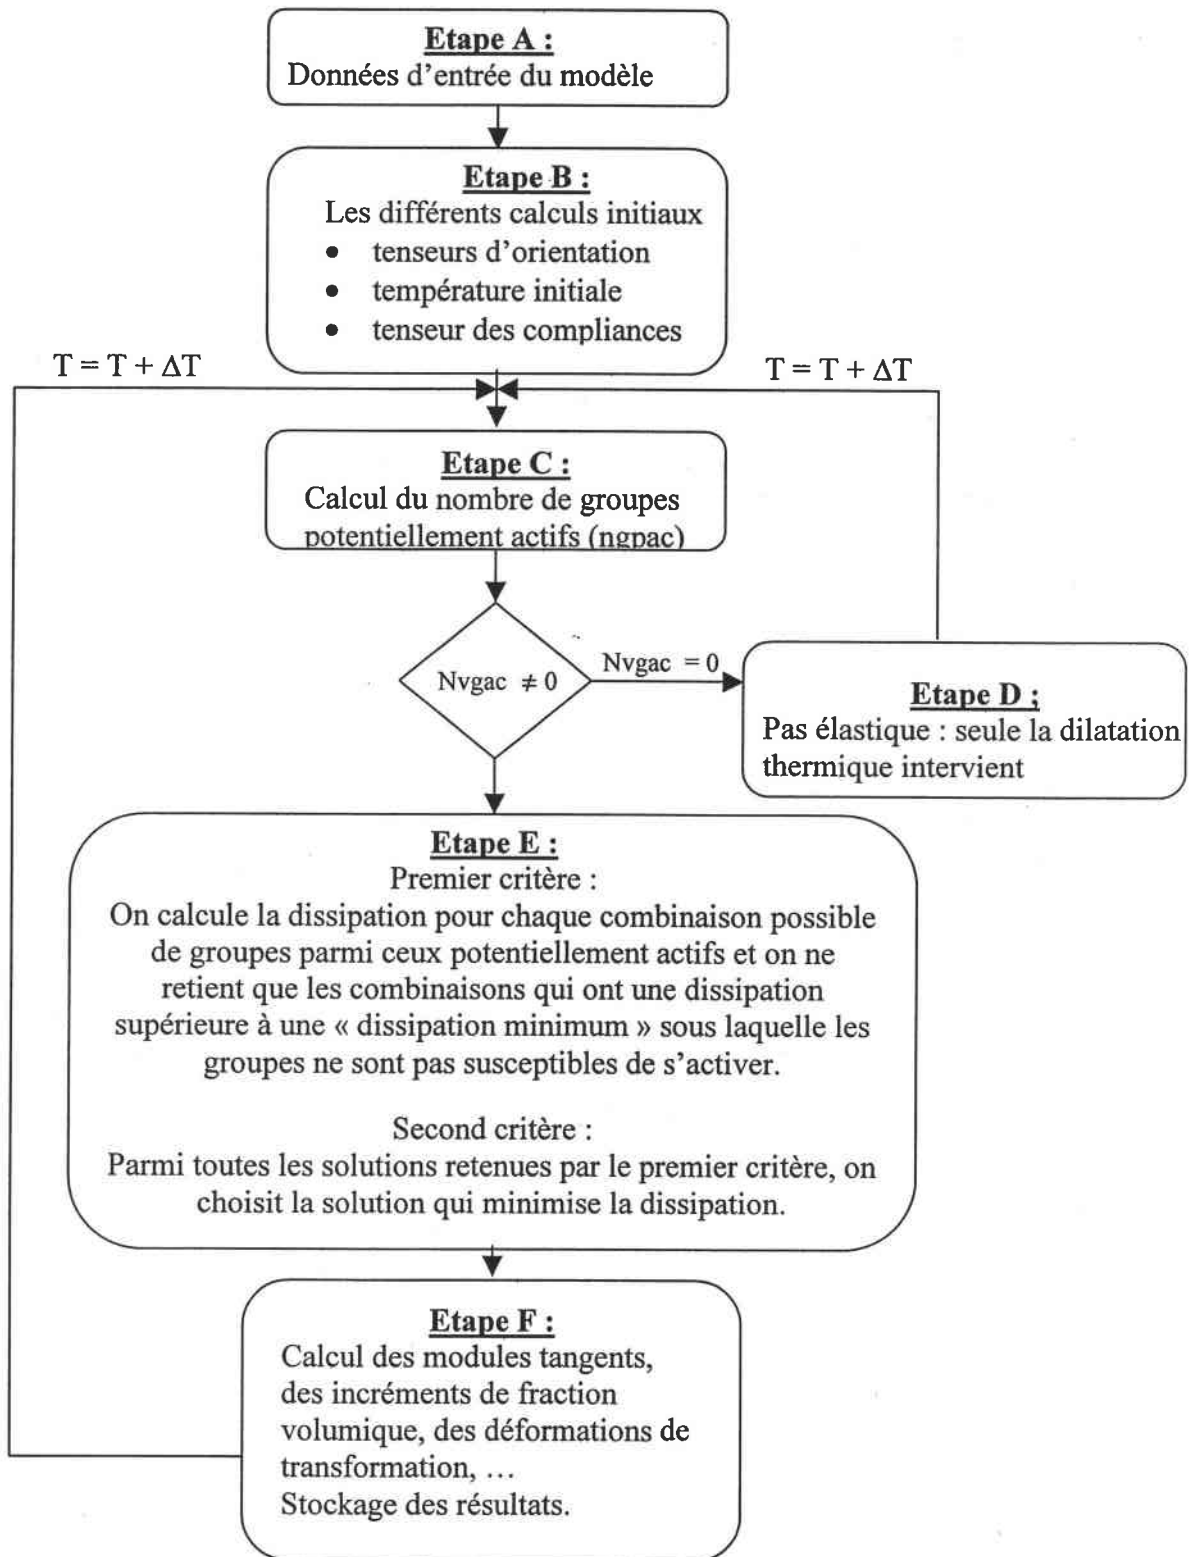 Etape A :
Données d'entrée du modèle
Etape B :
Les différents calculs initiaux
• tenseurs d'orientation
• température initiale
• tenseur des compliances
T = T + ΔT
T = T + ΔT
Etape C :
Calcul du nombre de groupes
potentiellement actifs (ngpac)
Nvgac ≠ 0
Nvgac = 0
Etape D ;
Pas élastique : seule la dilatation
thermique intervient
Etape E :
Premier critère :
On calcule la dissipation pour chaque combinaison possible
de groupes parmi ceux potentiellement actifs et on ne
retient que les combinaisons qui ont une dissipation
supérieure à une « dissipation minimum » sous laquelle les
groupes ne sont pas susceptibles de s'activer.
Second critère :
Parmi toutes les solutions retenues par le premier critère, on
choisit la solution qui minimise la dissipation.
Etape F :
Calcul des modules tangents,
des incréments de fraction
volumique, des déformations de
transformation, …
Stockage des résultats.